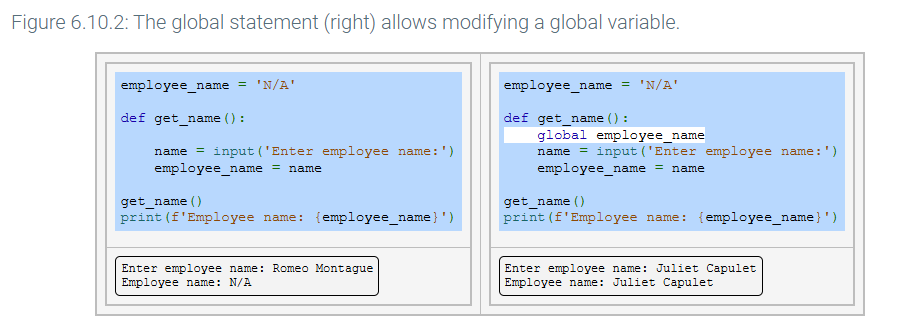 Figure 6.10.2: The global statement (right) allows modifying a global variable.
employee_name = 'N/A'
def get_name():
    name = input('Enter employee name:')
    employee_name = name
get_name()
print(f'Employee name: {employee_name}')
Enter employee name: Romeo Montague
Employee name: N/A
employee_name = 'N/A'
def get_name():
    global employee_name
    name = input('Enter employee name:')
    employee_name = name
get_name()
print(f'Employee name: {employee_name}')
Enter employee name: Juliet Capulet
Employee name: Juliet Capulet